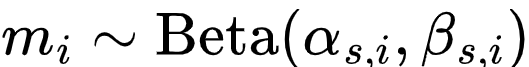 m_i ∼ Beta(α_{s,i}, β_{s,i})